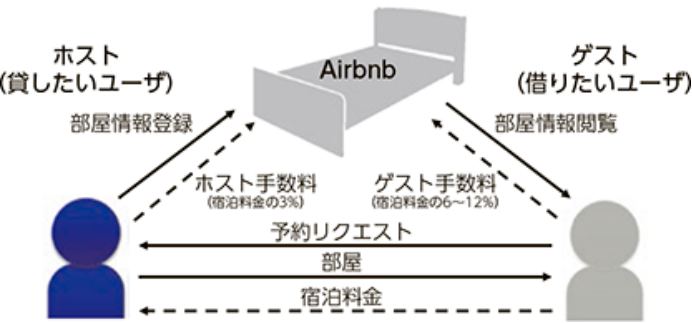 ホスト
(貸したいユーザ)
Airbnb
ゲスト
(借りたいユーザ)
部屋情報登録
部屋情報閲覧
ホスト手数料
(宿泊料金の3%)
ゲスト手数料
(宿泊料金の6〜12%)
予約リクエスト
部屋
宿泊料金